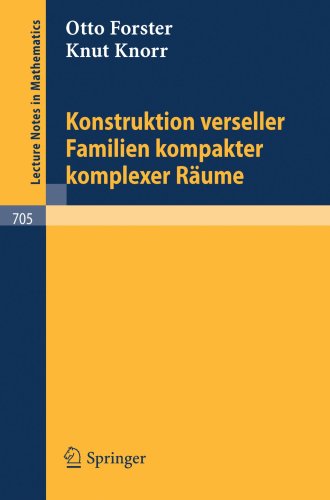 Otto Forster
Knut Knorr
Lecture Notes in Mathematics
705
Konstruktion verseller
Familien kompakter
komplexer Räume
Springer